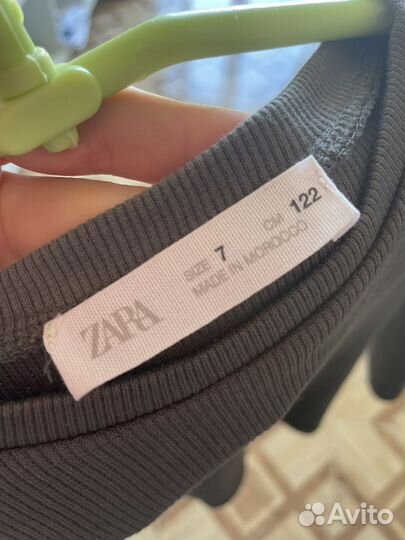 ZARA
SIZE 7 CM 122
MADE IN MOROCCO
Avito